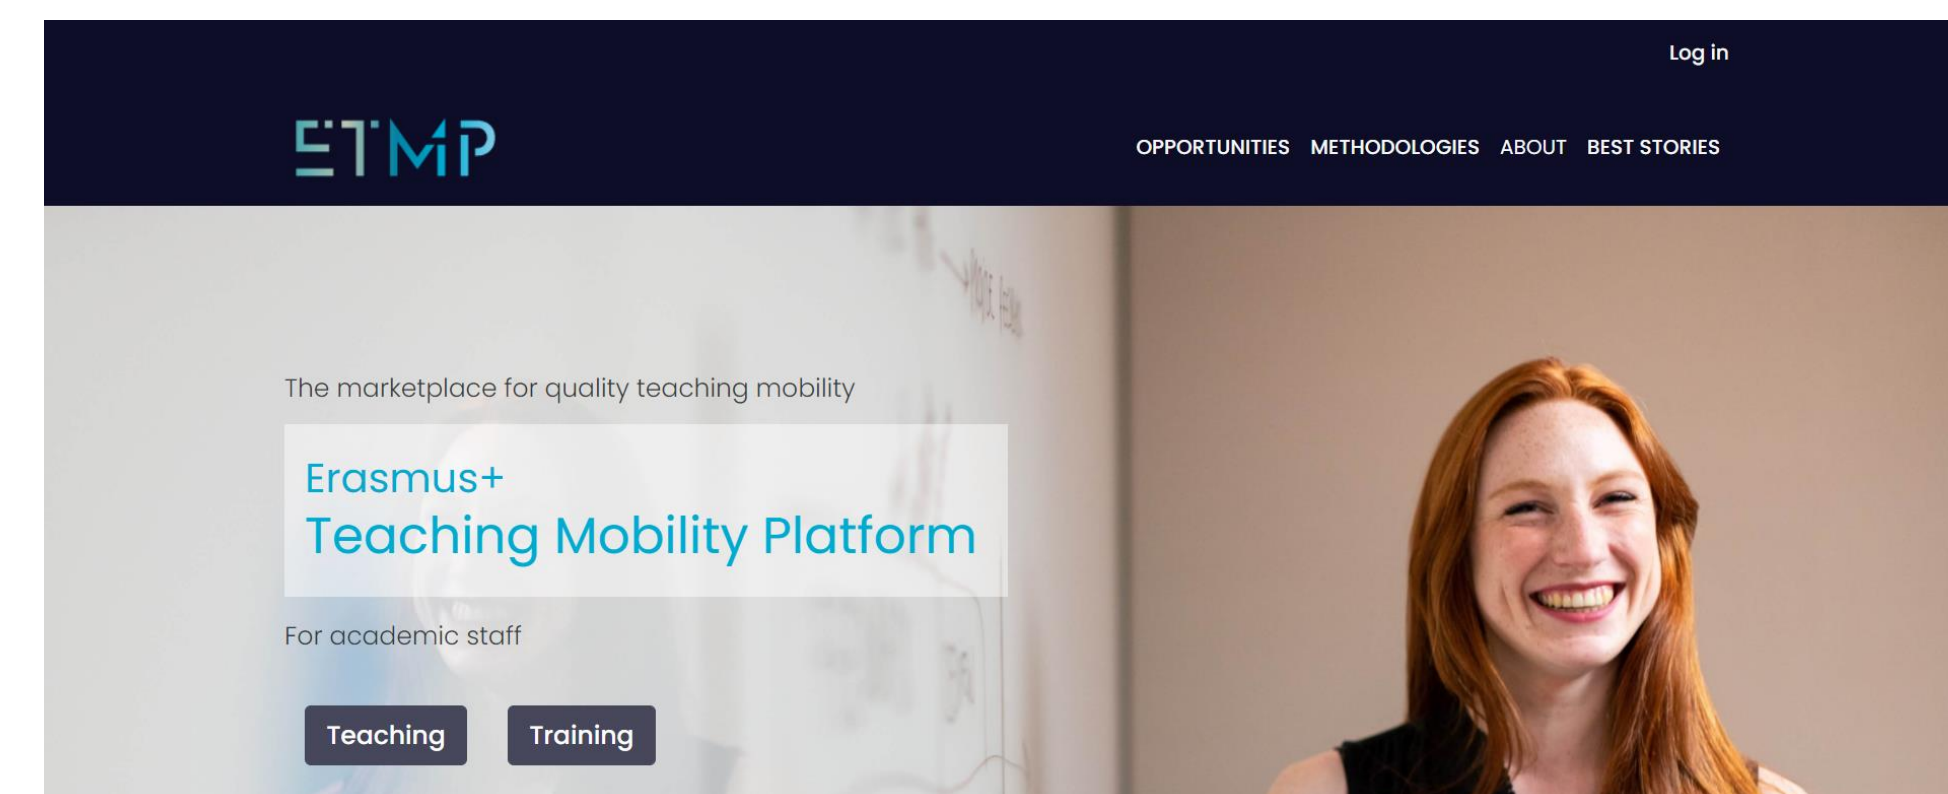 Log in
ETMP
OPPORTUNITIES METHODOLOGIES ABOUT BEST STORIES
The marketplace for quality teaching mobility
Erasmus+
Teaching Mobility Platform
For academic staff
Teaching Training